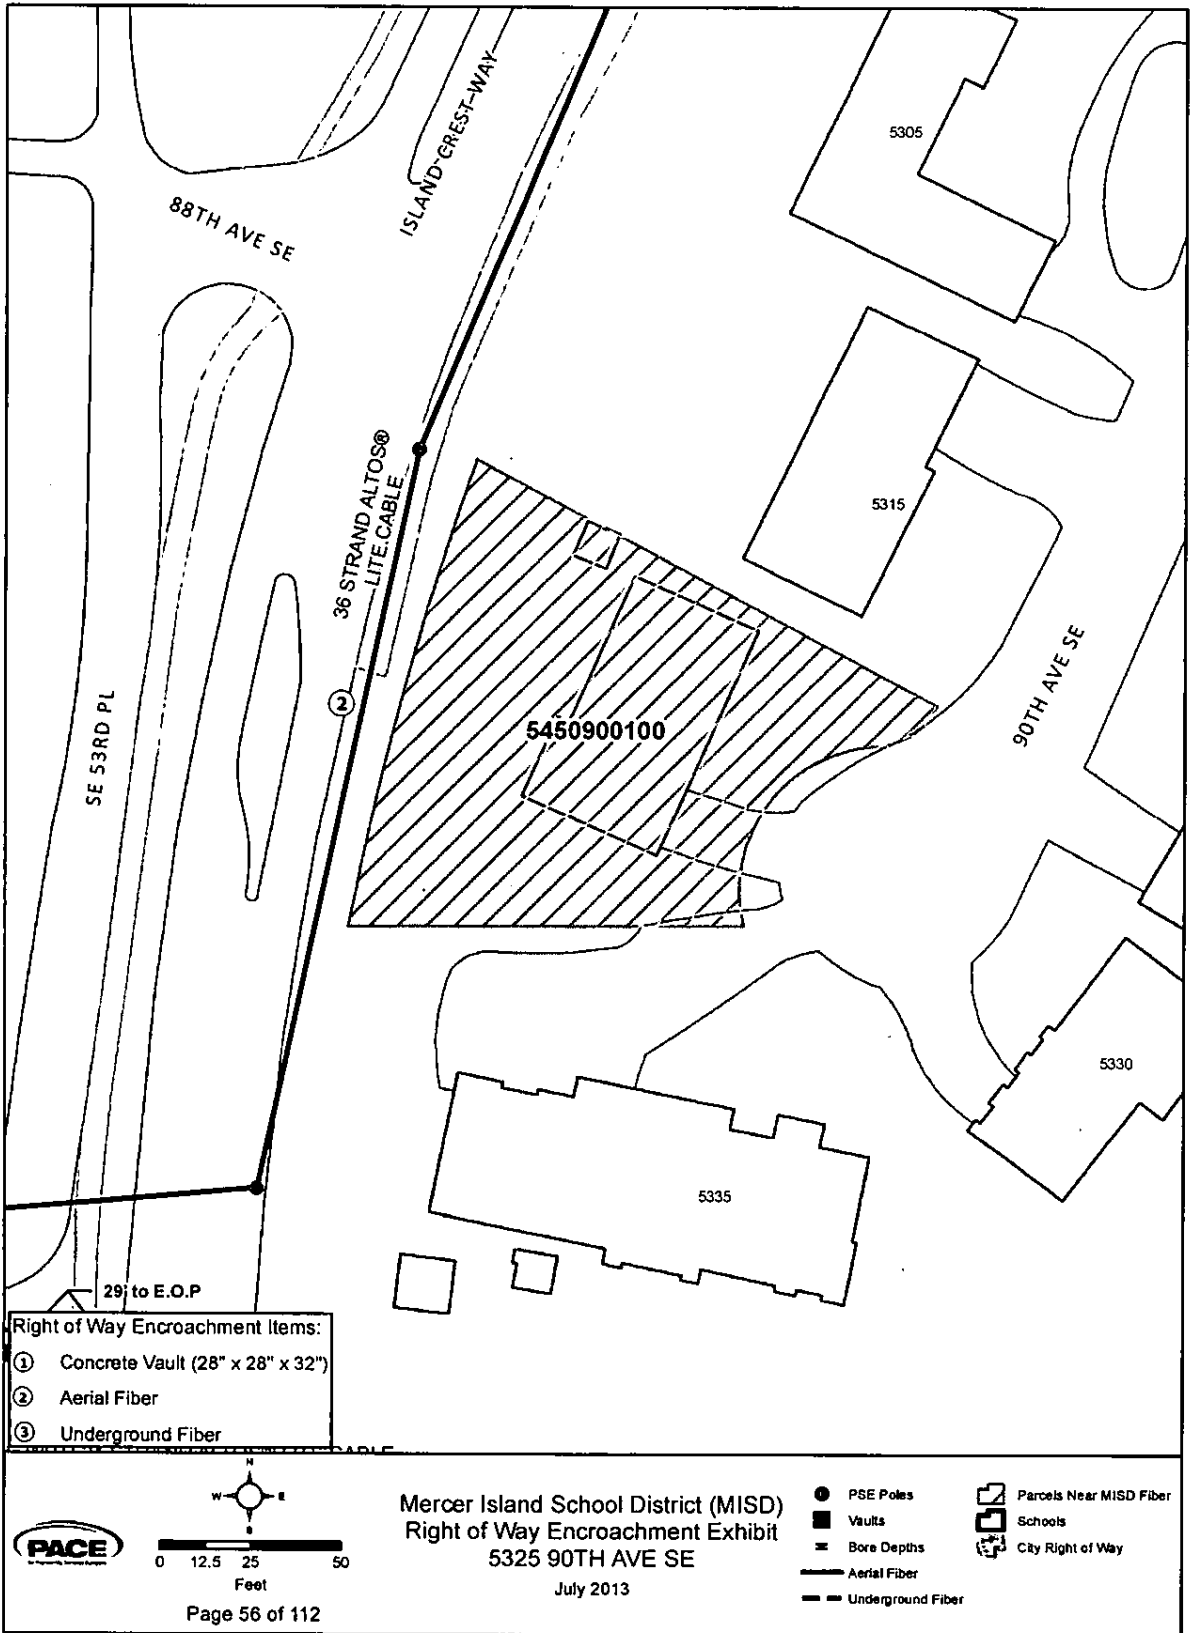 ISLAND CREST WAY
88TH AVE SE
5305
36 STRAND ALTOS®
LITE CABLE
5315
90TH AVE SE
2
5450900100
SE 53RD PL
5330
5335
29' to E.O.P
Right of Way Encroachment Items:
1 Concrete Vault (28" x 28" x 32")
2 Aerial Fiber
3 Underground Fiber
CABLE
N
W E
S
PACE
0 12.5 25 50
Feet
Page 56 of 112
Mercer Island School District (MISD)
Right of Way Encroachment Exhibit
5325 90TH AVE SE
July 2013
PSE Poles
Vaults
Bore Depths
Aerial Fiber
Underground Fiber
Parcels Near MISD Fiber
Schools
City Right of Way